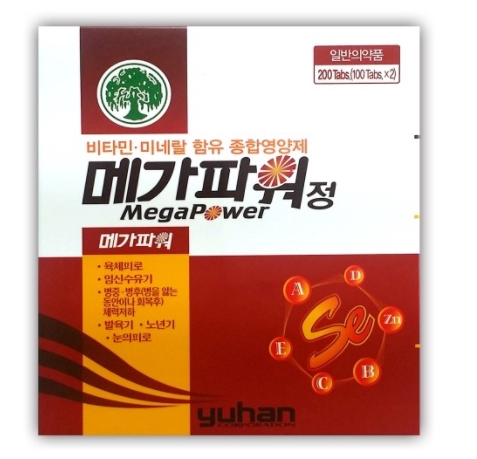 일반의약품
200 Tabs.(100 Tabs.×2)
비타민·미네랄 함유 종합영양제
메가파워정
MegaPower
메가파워
• 육체피로
• 임신수유기
• 병중·병후(병을 앓는
동안이나 회복후)
체력저하
• 발육기 • 노년기
• 눈의피로
A
D
Se
Zn
E
B
C
yuhan
CORPORATION